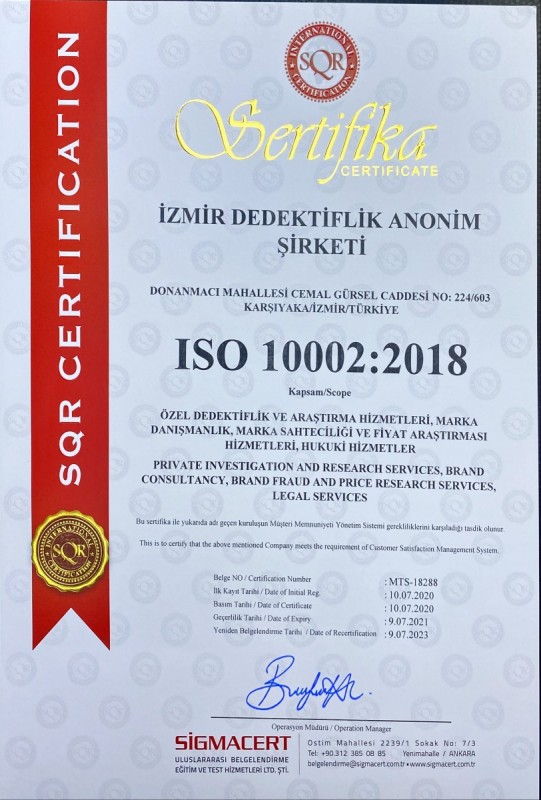 INTERNATIONAL
SQR
CERTIFICATION
Sertifika
CERTIFICATE
SQR CERTIFICATION
İZMİR DEDEKTİFLİK ANONİM
ŞİRKETİ
DONANMACI MAHALLESİ CEMAL GÜRSEL CADDESİ NO: 224/603
KARŞIYAKA/İZMİR/TÜRKİYE
ISO 10002:2018
Kapsam/Scope
ÖZEL DEDEKTİFLİK VE ARAŞTIRMA HİZMETLERİ, MARKA
DANIŞMANLIK, MARKA SAHTECİLİĞİ VE FİYAT ARAŞTIRMASI
HİZMETLERİ, HUKUKİ HİZMETLER
PRIVATE INVESTIGATION AND RESEARCH SERVICES, BRAND
CONSULTANCY, BRAND FRAUD AND PRICE RESEARCH SERVICES,
LEGAL SERVICES
Bu sertifika ile yukarıda adı geçen kuruluşun Müşteri Memnuniyeti Yönetim Sistemi gerekliliklerini karşıladığı tasdik olunur.
This is to certify that the above mentioned Company meets the requirement of Customer Satisfaction Management System.
INTERNATIONAL
SQR
CERTIFICATION
Belge NO / Certification Number : MTS-18288
İlk Kayıt Tarihi / Date of Initial Reg. : 10.07.2020
Basım Tarihi / Date of Certificate : 10.07.2020
Geçerlilik Tarihi / Date of Expiry : 9.07.2021
Yeniden Belgelendirme Tarihi / Date of Recertification : 9.07.2023
Operasyon Müdürü / Operation Manager
SİGMACERT
ULUSLARARASI BELGELENDİRME
EĞİTİM VE TEST HİZMETLERİ LTD. ŞTİ.
Ostim Mahallesi 2239/1 Sokak No: 7/3
Tel: +90.312 385 08 85 Yenimahalle / ANKARA
belgelendirme@sigmacert.com.tr • www.sigmacert.com.tr